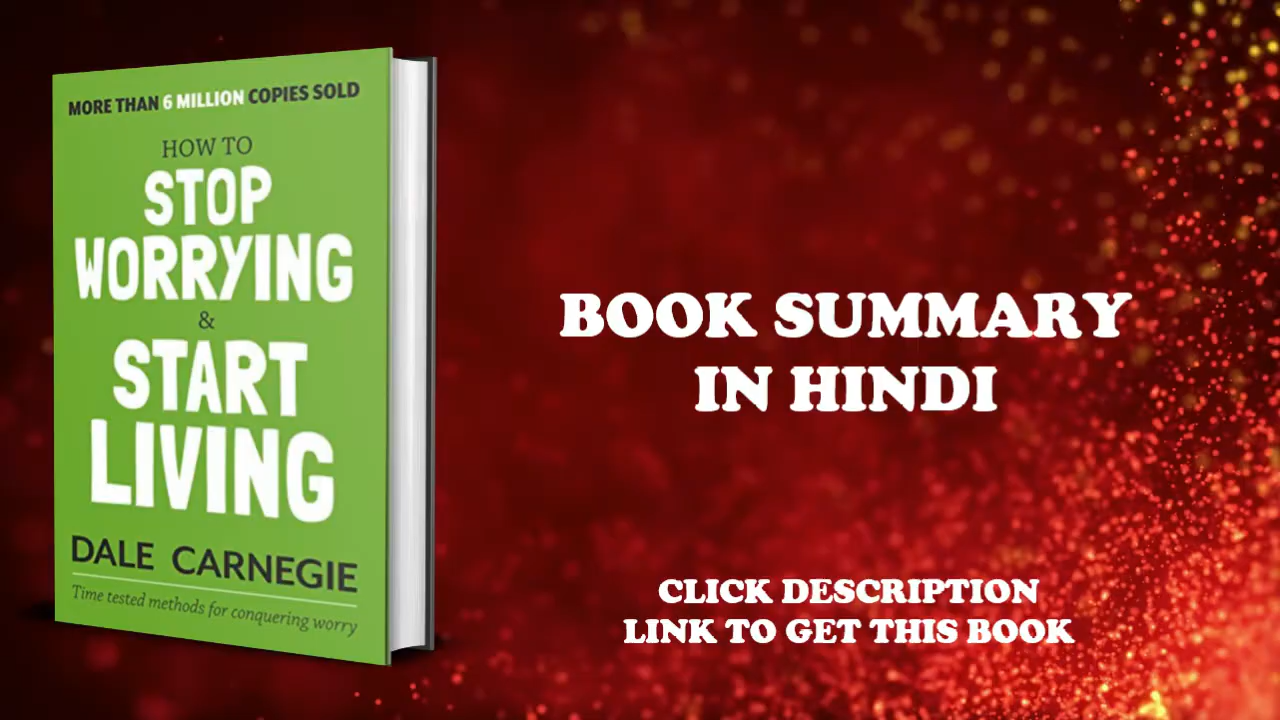 MORE THAN 6 MILLION COPIES SOLD
HOW TO
STOP
WORRYING
&
START
LIVING
DALE CARNEGIE
Time tested methods for conquering worry
BOOK SUMMARY
IN HINDI
CLICK DESCRIPTION
LINK TO GET THIS BOOK